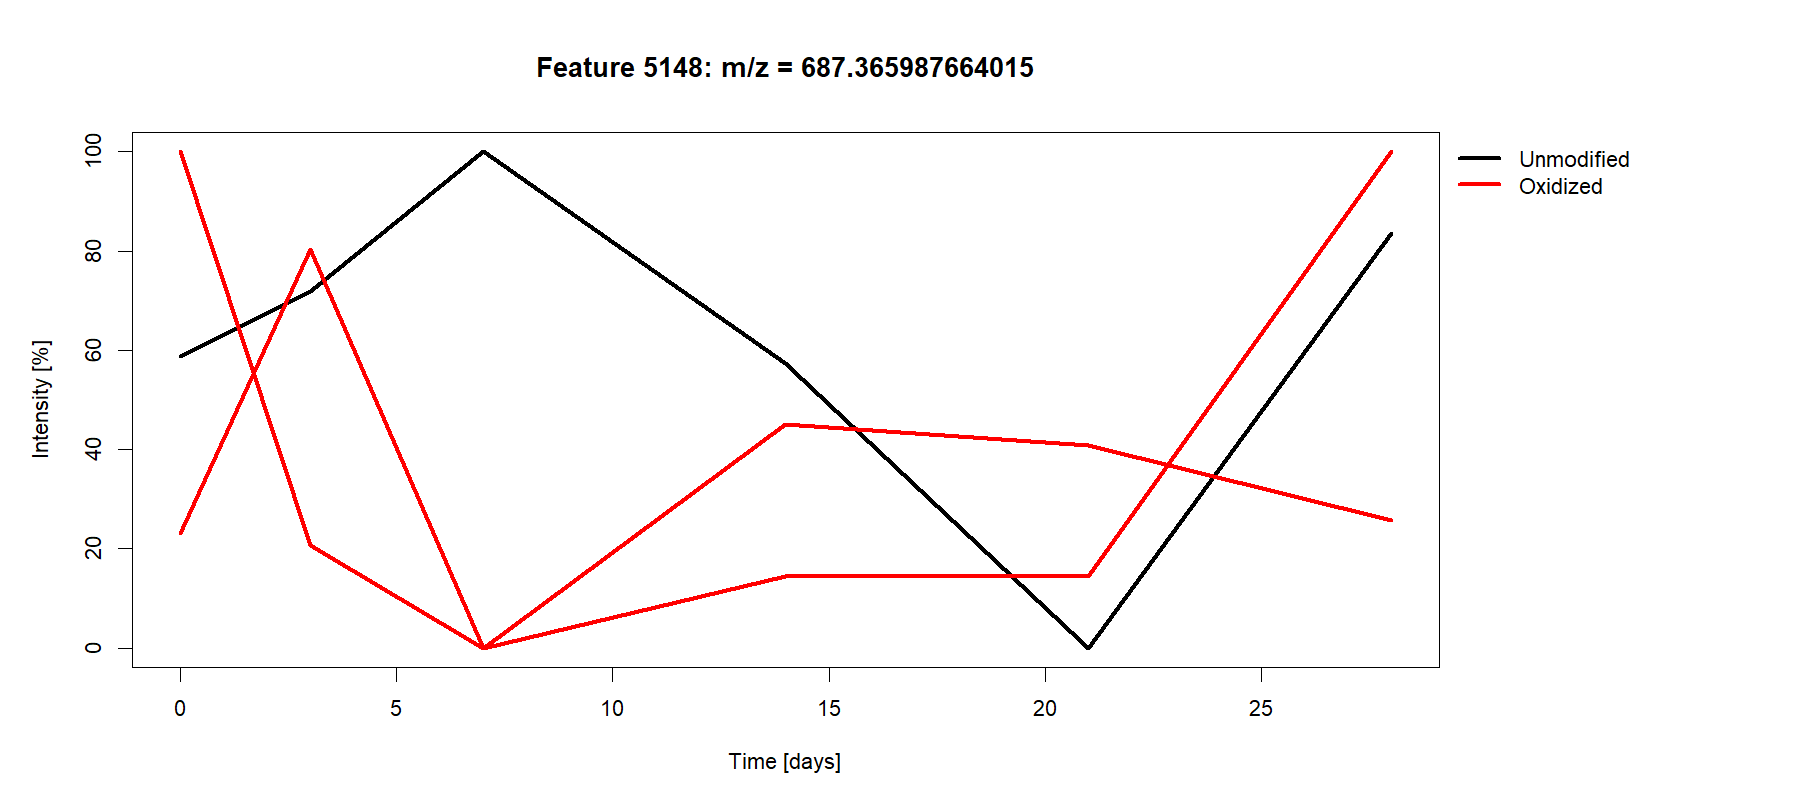 Feature 5148: m/z = 687.365987664015
Unmodified
Oxidized
Intensity [%]
100
80
60
40
20
0
0 5 10 15 20 25
Time [days]